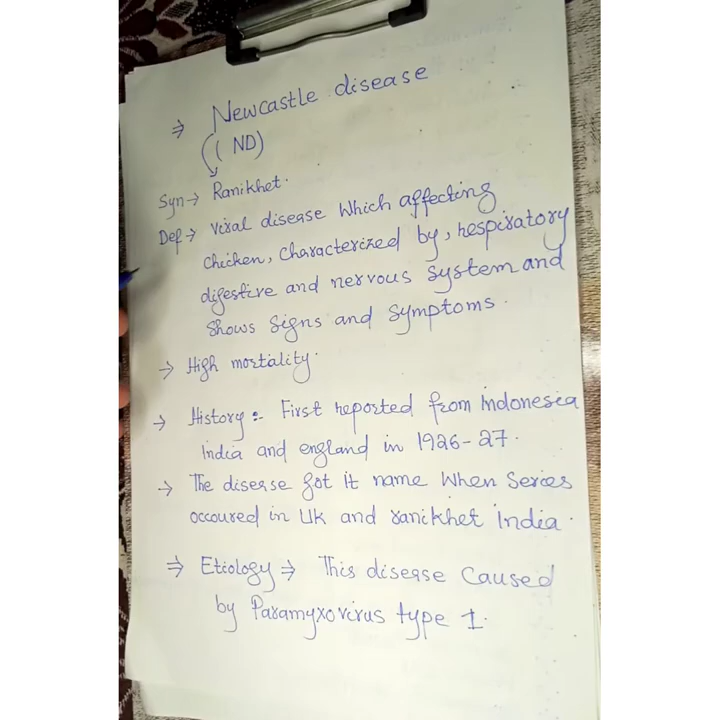 ⇒ Newcastle disease
(ND)
Syn→ Ranikhet.
Def→ viral disease which affecting
chicken, characterized by, respiratory
digestive and nervous system and
shows signs and symptoms.
→ High mortality.
→ History:- First reported from Indonesia
India and england in 1926-27.
→ The disease got it name when series
occoured in UK and ranikhet india.
⇒ Etiology ⇒ This disease caused
by Paramyxovirus type 1.